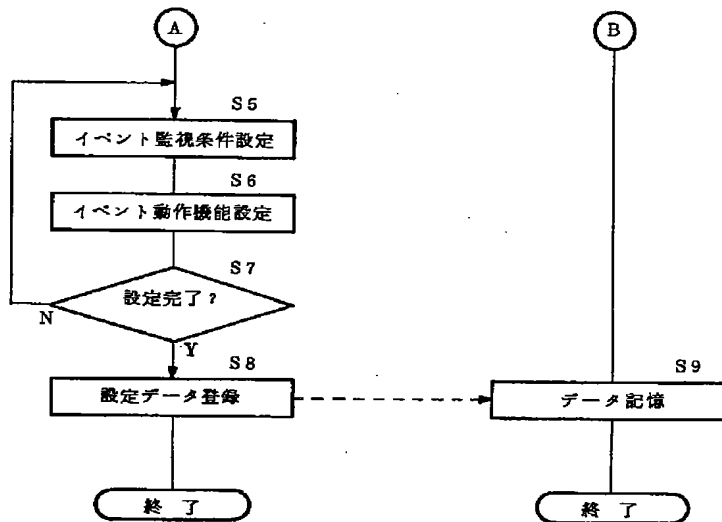 A
B
S5
イベント監視条件設定
S6
イベント動作機能設定
S7
設定完了?
N
Y
S8
設定データ登録
S9
データ記憶
終了
終了